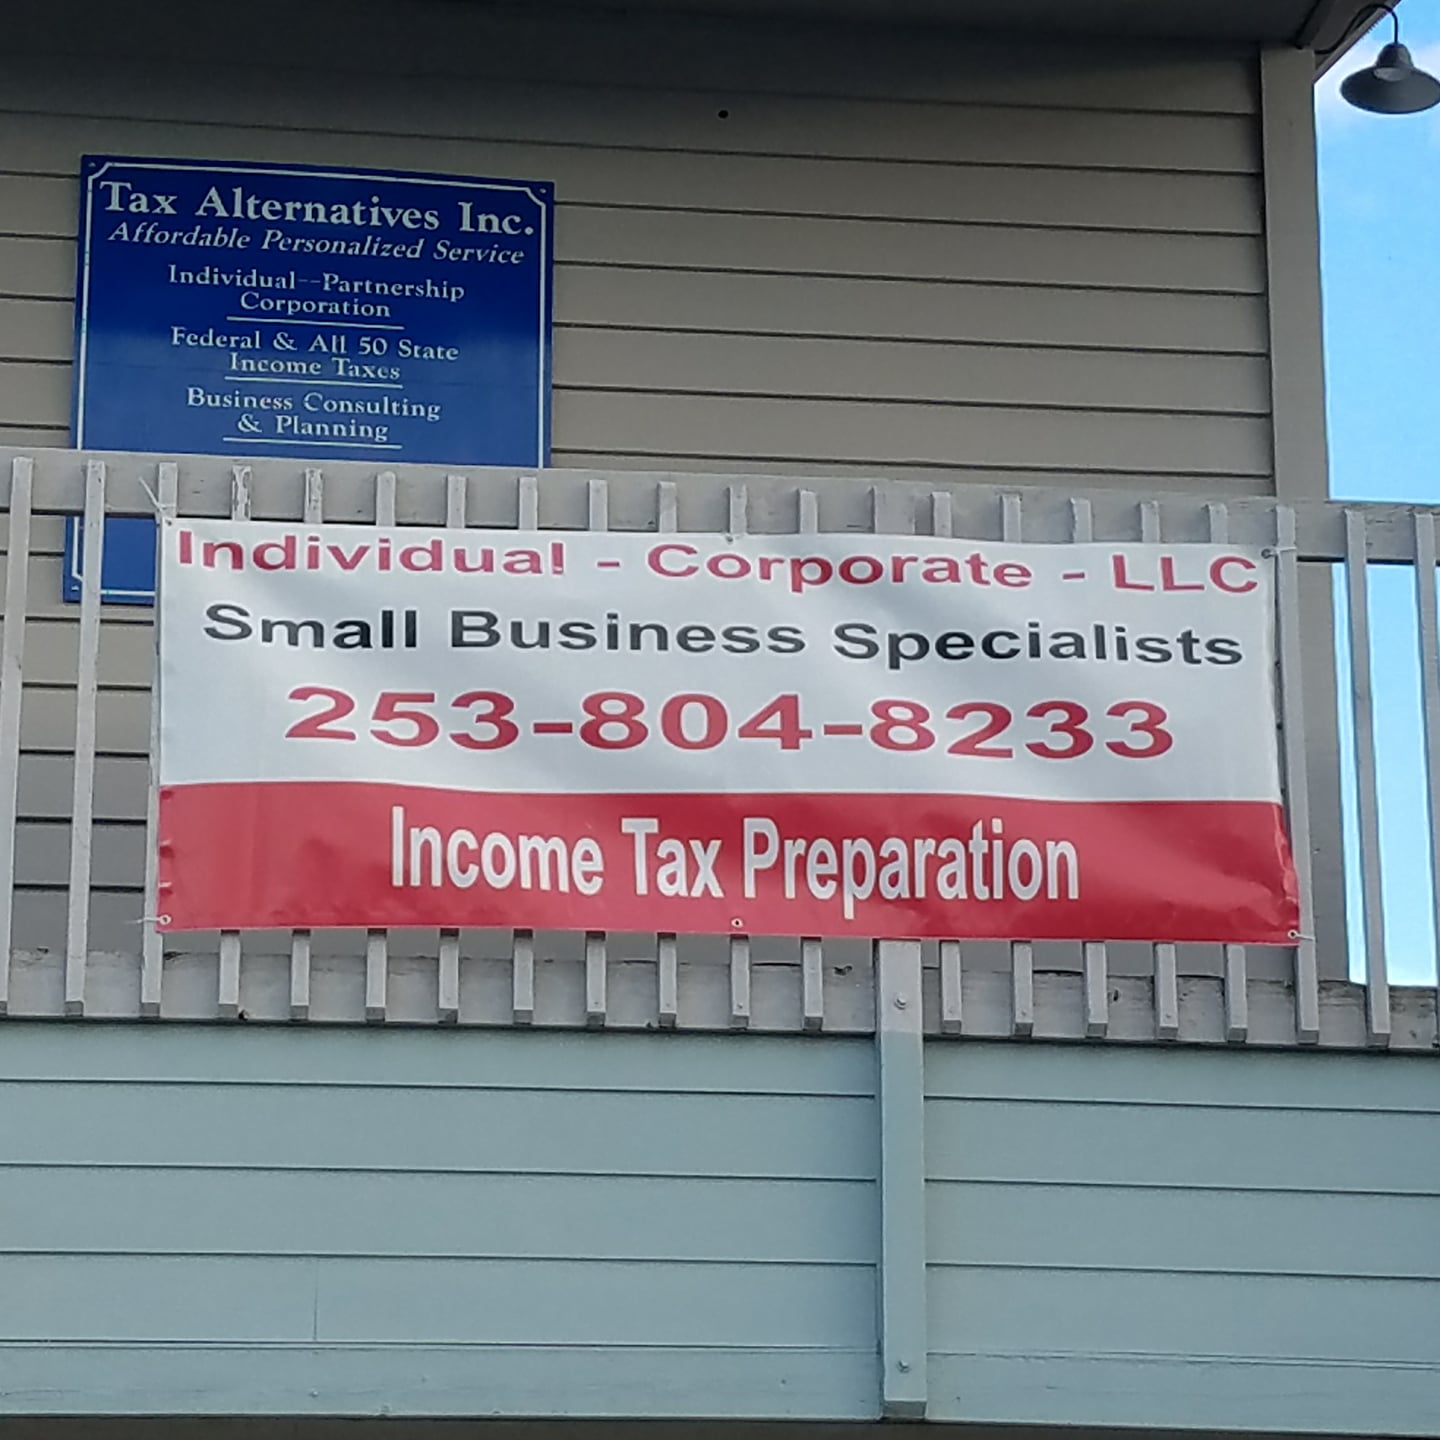 Tax Alternatives Inc.
Affordable Personalized Service
Individual--Partnership
Corporation
Federal & All 50 State
Income Taxes
Business Consulting
& Planning
Individual - Corporate - LLC
Small Business Specialists
253-804-8233
Income Tax Preparation